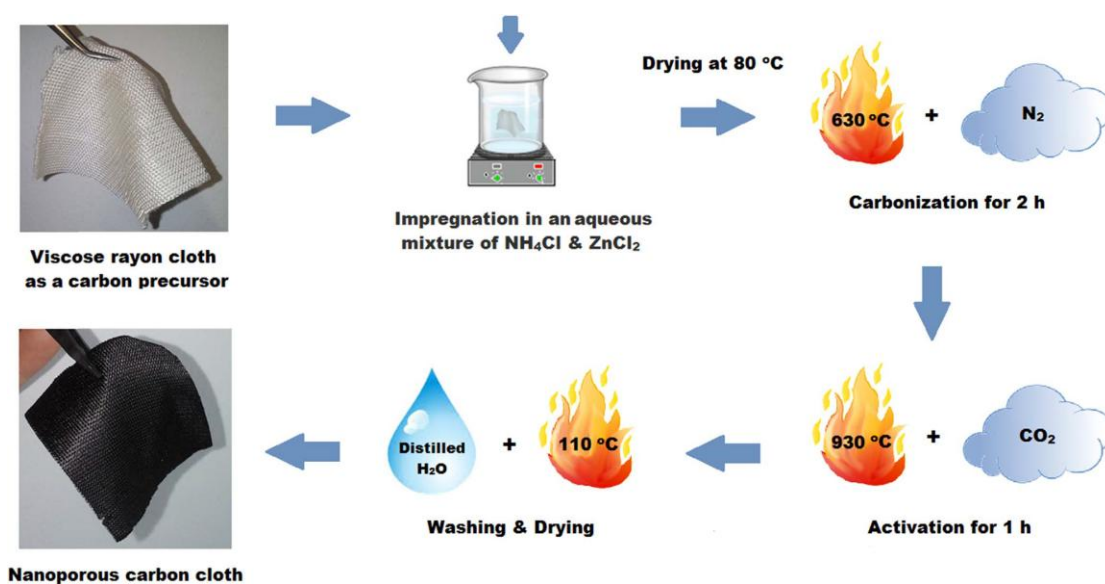 Drying at 80 °C
630 °C
+
N₂
Impregnation in an aqueous
mixture of NH₄Cl & ZnCl₂
Carbonization for 2 h
Viscose rayon cloth
as a carbon precursor
930 °C
+
CO₂
Activation for 1 h
Distilled
H₂O
+
110 °C
Washing & Drying
Nanoporous carbon cloth